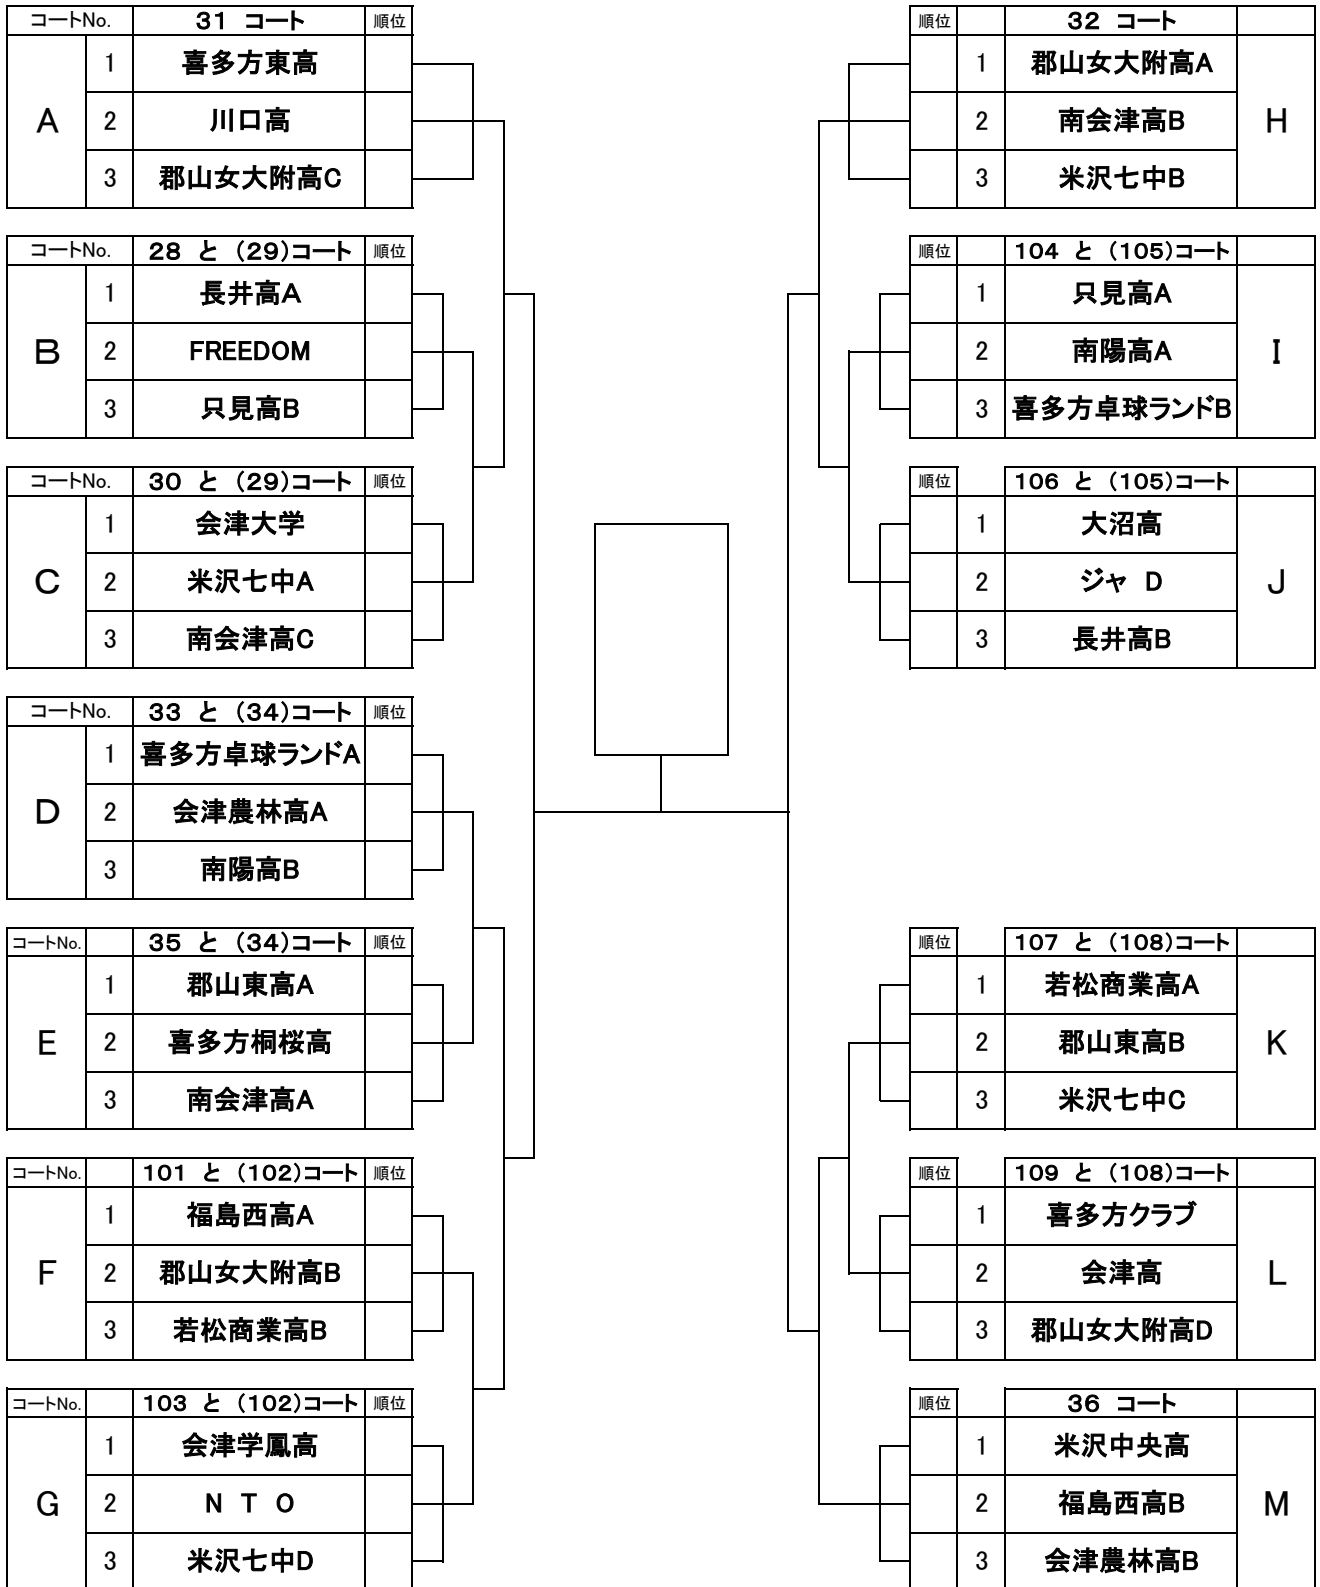 コートNo. 31 コート 順位
A
1 喜多方東高
2 川口高
3 郡山女大附高C
コートNo. 28 と (29)コート 順位
B
1 長井高A
2 FREEDOM
3 只見高B
コートNo. 30 と (29)コート 順位
C
1 会津大学
2 米沢七中A
3 南会津高C
コートNo. 33 と (34)コート 順位
D
1 喜多方卓球ランドA
2 会津農林高A
3 南陽高B
コートNo. 35 と (34)コート 順位
E
1 郡山東高A
2 喜多方桐桜高
3 南会津高A
コートNo. 101 と (102)コート 順位
F
1 福島西高A
2 郡山女大附高B
3 若松商業高B
コートNo. 103 と (102)コート 順位
G
1 会津学鳳高
2 N T O
3 米沢七中D
順位 32 コート
1 郡山女大附高A
2 南会津高B
3 米沢七中B
H
順位 104 と (105)コート
1 只見高A
2 南陽高A
3 喜多方卓球ランドB
I
順位 106 と (105)コート
1 大沼高
2 ジャ D
3 長井高B
J
順位 107 と (108)コート
1 若松商業高A
2 郡山東高B
3 米沢七中C
K
順位 109 と (108)コート
1 喜多方クラブ
2 会津高
3 郡山女大附高D
L
順位 36 コート
1 米沢中央高
2 福島西高B
3 会津農林高B
M